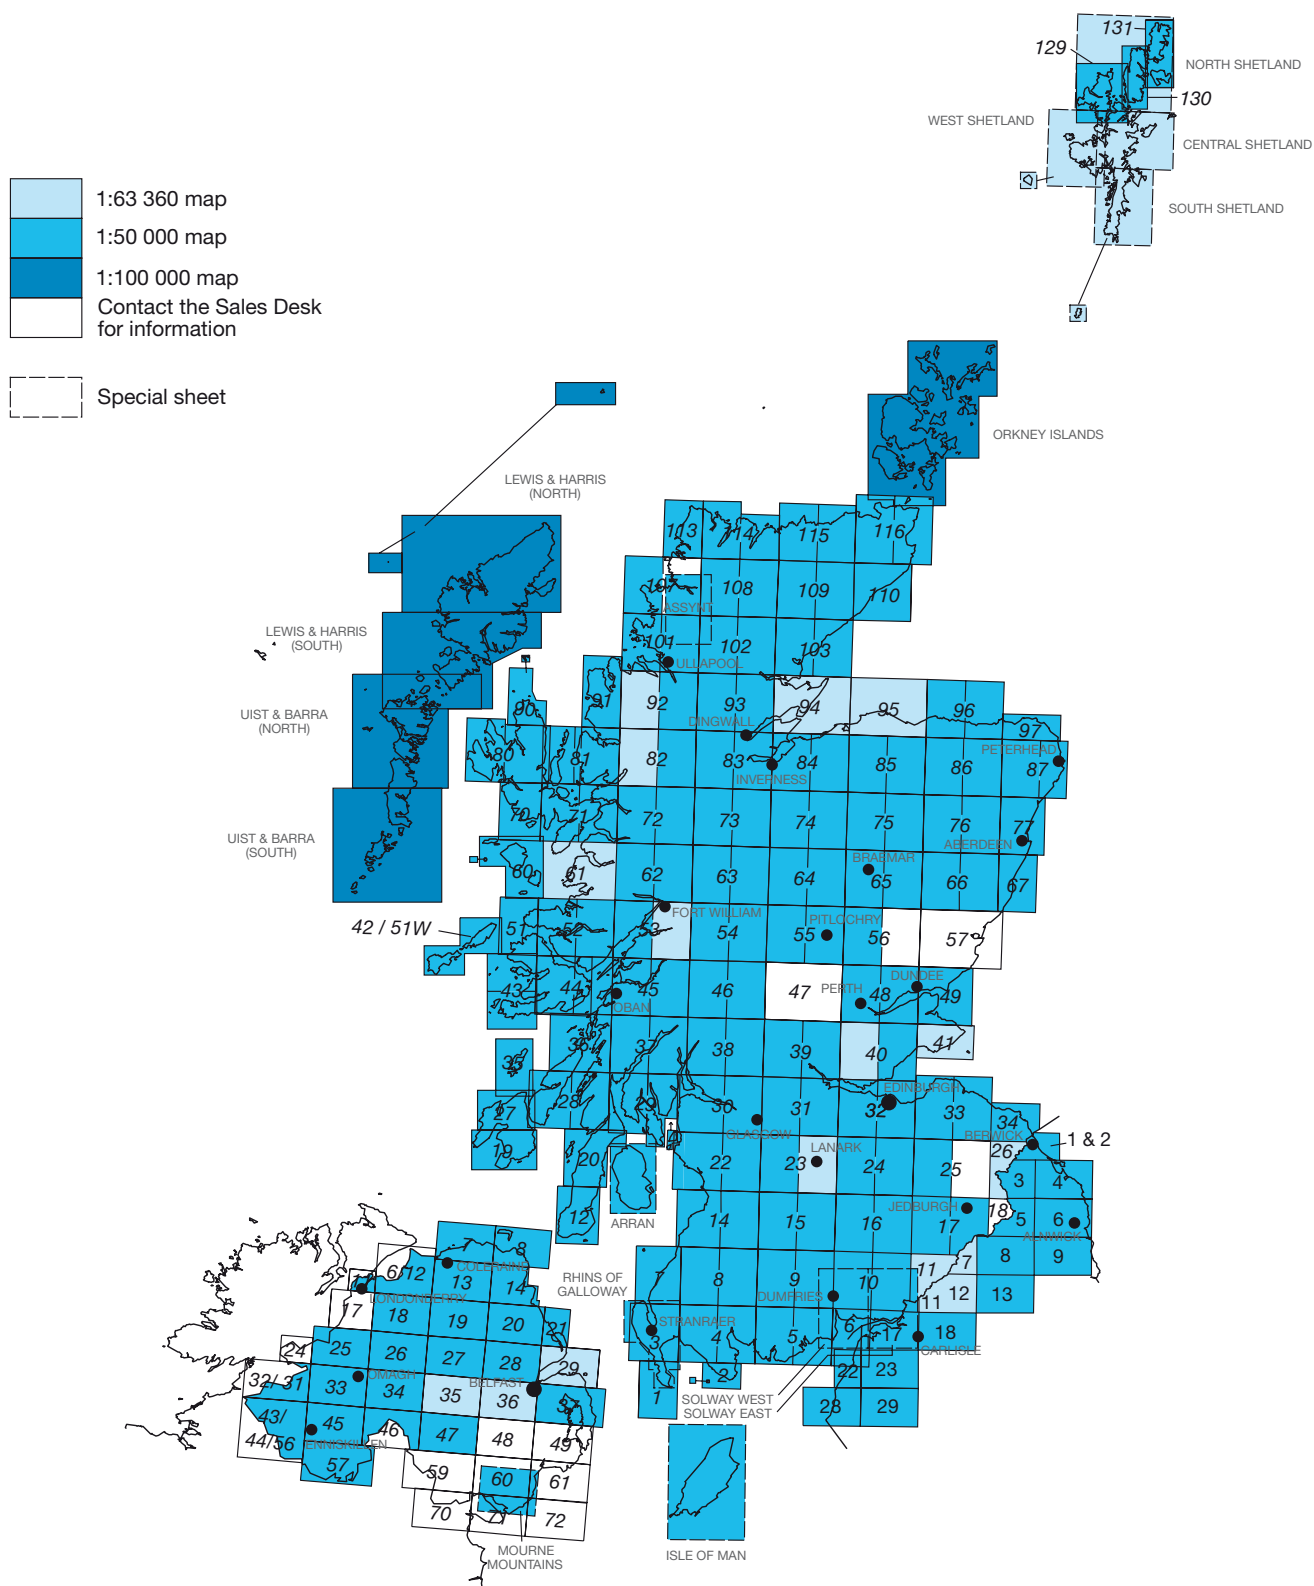 131
129
NORTH SHETLAND
130
WEST SHETLAND
CENTRAL SHETLAND
SOUTH SHETLAND
1:63 360 map
1:50 000 map
1:100 000 map
Contact the Sales Desk
for information
Special sheet
ORKNEY ISLANDS
LEWIS & HARRIS
(NORTH)
113 114 115 116
107 108 109 110
ASSYNT
LEWIS & HARRIS
(SOUTH)
101 102 103
ULLAPOOL
UIST & BARRA
(NORTH)
90 91 92 93 94 95 96 97
DINGWALL
PETERHEAD
80 81 82 83 84 85 86 87
INVERNESS
70 71 72 73 74 75 76 77
UIST & BARRA
(SOUTH)
ABERDEEN
BRAEMAR
60 61 62 63 64 65 66 67
FORT WILLIAM
PITLOCHRY
42 / 51W
51 52 53 54 55 56 57
DUNDEE
43 44 45 46 47 48 49
PERTH
OBAN
35 36 37 38 39 40 41
EDINBURGH
27 28 29 30 31 32 33 34
GLASGOW
BERWICK
1 & 2
LANARK
19 20 22 23 24 25 26 3 4
ARRAN
JEDBURGH
12 14 15 16 17 18 5 6
ALNWICK
8
COLERAINE
RHINS OF
GALLOWAY
7 8 9 10 11 7 8 9
6/12 13 14
LONDONDERRY
DUMFRIES
11 12 13
17 18 19 20 21
STRANRAER
3 4 5 6 17 18
CARLISLE
24 25 26 27 28 29
OMAGH
BELFAST
1 2 22 23
SOLWAY WEST
SOLWAY EAST
32/ 31 33 34 35 36 37
28 29
43/
44/56 45 46 47 48 49
ENNISKILLEN
57 59 60 61
70 71 72
MOURNE
MOUNTAINS
ISLE OF MAN